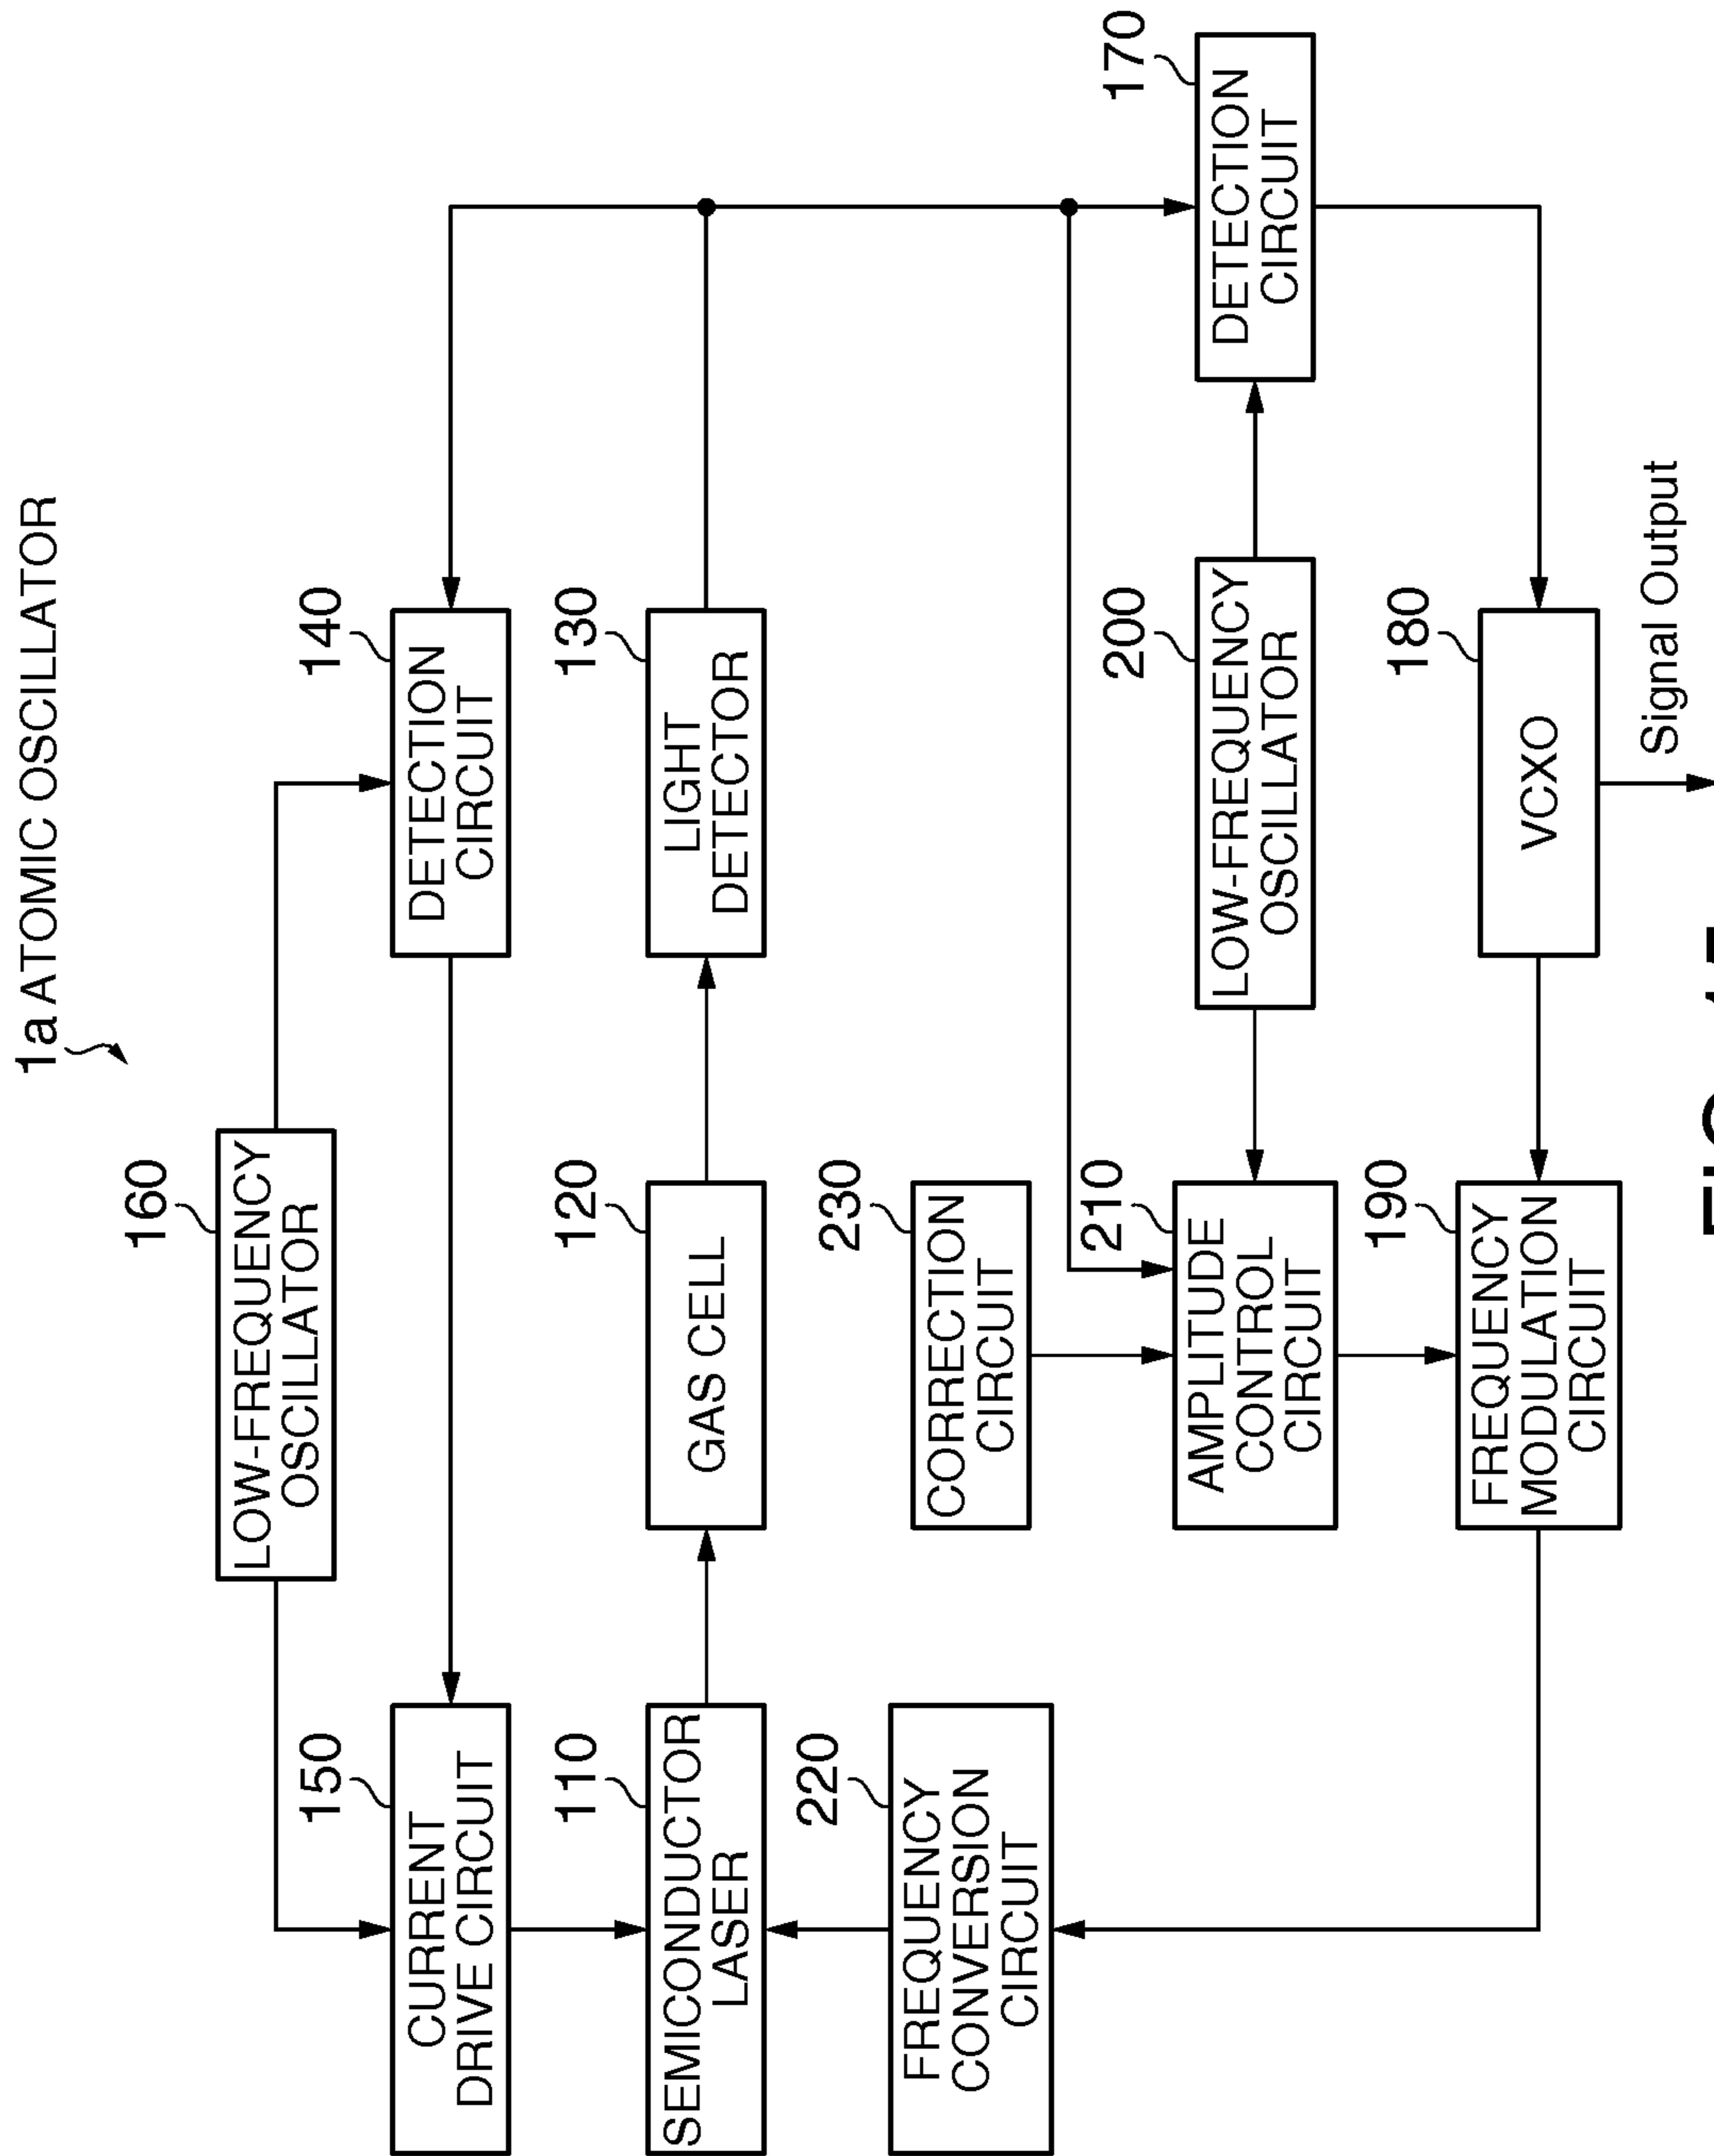 1a ATOMIC OSCILLATOR
160
LOW-FREQUENCY
OSCILLATOR
150
CURRENT
DRIVE CIRCUIT
140
DETECTION
CIRCUIT
110
SEMICONDUCTOR
LASER
120
GAS CELL
130
LIGHT
DETECTOR
220
FREQUENCY
CONVERSION
CIRCUIT
230
CORRECTION
CIRCUIT
210
AMPLITUDE
CONTROL
CIRCUIT
200
LOW-FREQUENCY
OSCILLATOR
170
DETECTION
CIRCUIT
190
FREQUENCY
MODULATION
CIRCUIT
180
VCXO
Signal Output